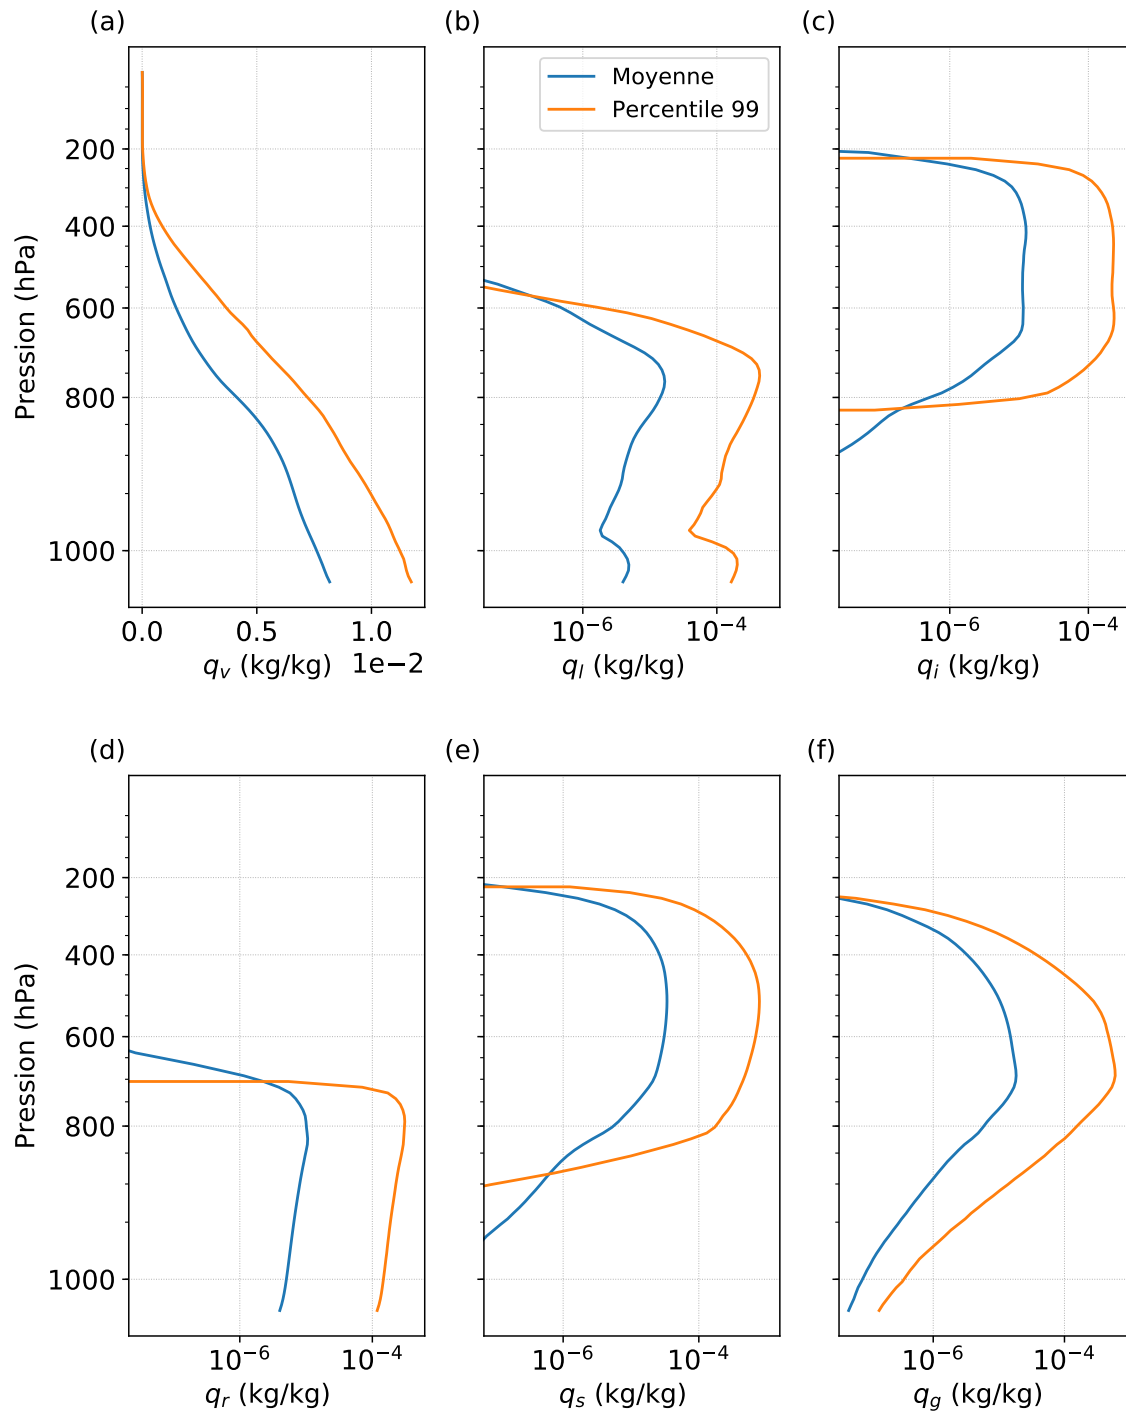 (a)
(b)
(c)
Moyenne
Percentile 99
Pression (hPa)
200
400
600
800
1000
0.0 0.5 1.0
1e−2
q_v (kg/kg)
10^−6 10^−4
q_l (kg/kg)
10^−6 10^−4
q_i (kg/kg)
(d)
(e)
(f)
Pression (hPa)
200
400
600
800
1000
10^−6 10^−4
q_r (kg/kg)
10^−6 10^−4
q_s (kg/kg)
10^−6 10^−4
q_g (kg/kg)